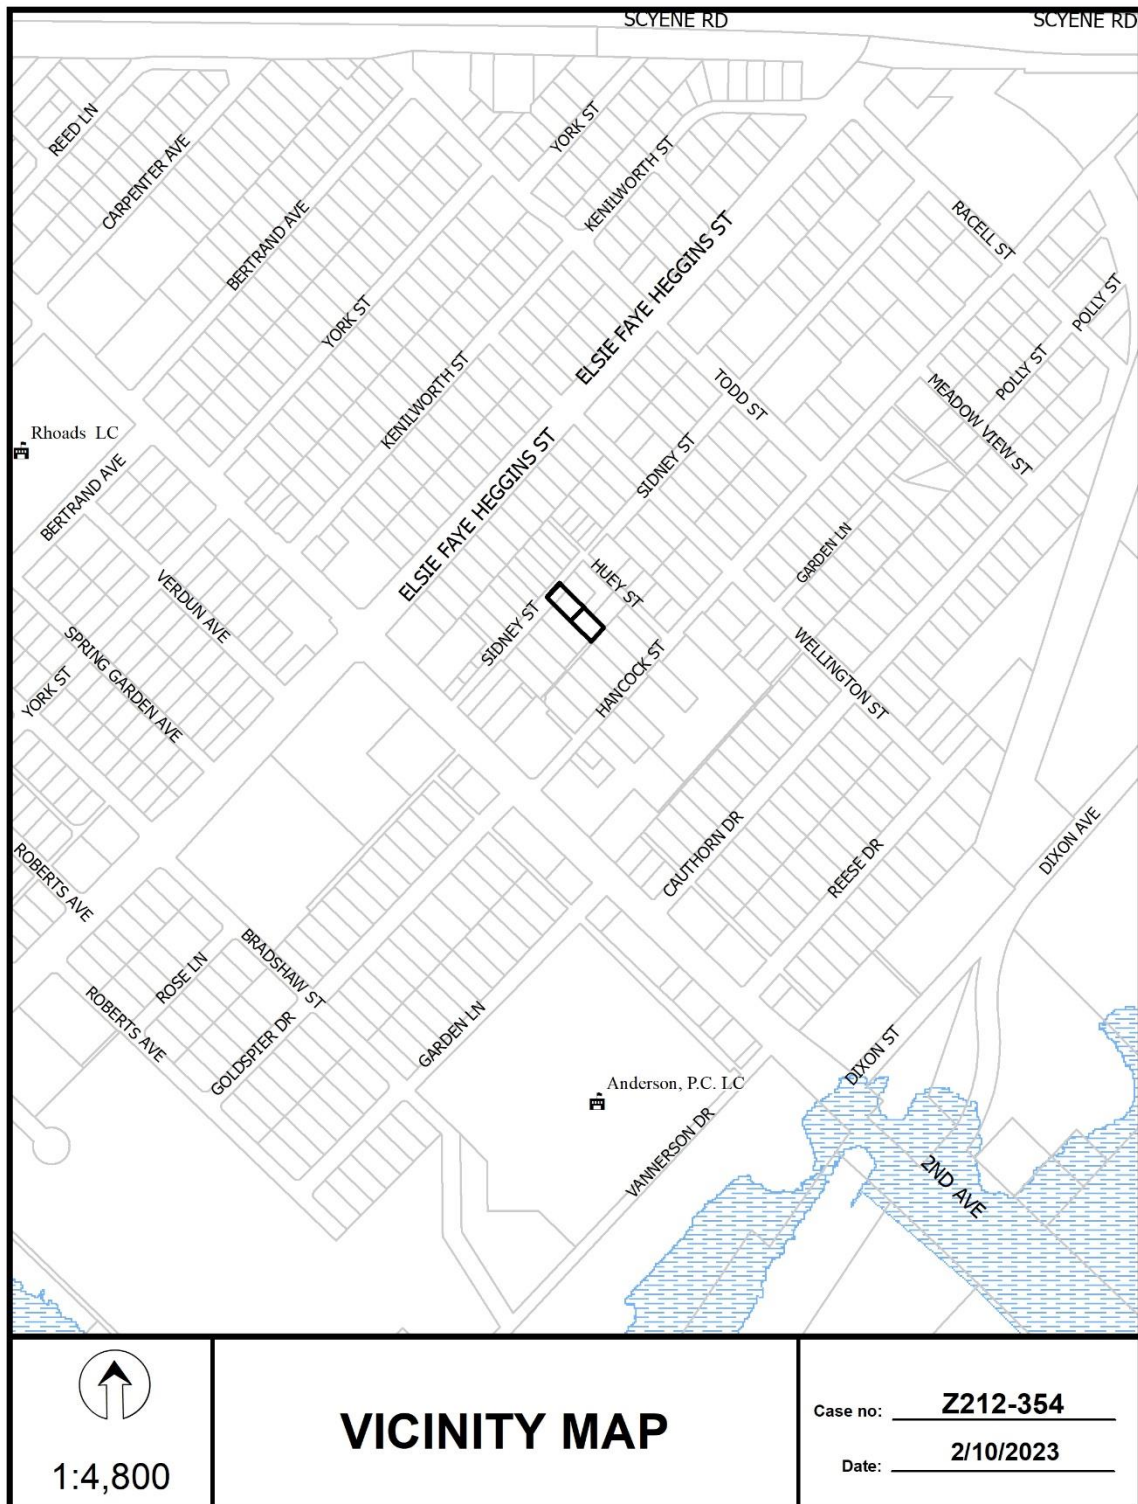 SCYENE RD
SCYENE RD
REED LN
CARPENTER AVE
YORK ST
KENILWORTH ST
BERTRAND AVE
RACELL ST
ELSIE FAYE HEGGINS ST
POLLY ST
YORK ST
KENILWORTH ST
TODD ST
POLLY ST
MEADOW VIEW ST
Rhoads LC
BERTRAND AVE
SIDNEY ST
ELSIE FAYE HEGGINS ST
GARDEN LN
VERDUN AVE
HUEY ST
SIDNEY ST
SPRING GARDEN AVE
YORK ST
HANCOCK ST
WELLINGTON ST
CAUTHORN DR
REESE DR
DIXON AVE
ROBERTS AVE
ROSE LN
BRADSHAW ST
ROBERTS AVE
GOLDSPIER DR
GARDEN LN
DIXON ST
Anderson, P.C. LC
VANNERSON DR
2ND AVE
1:4,800
VICINITY MAP
Case no: Z212-354
Date: 2/10/2023